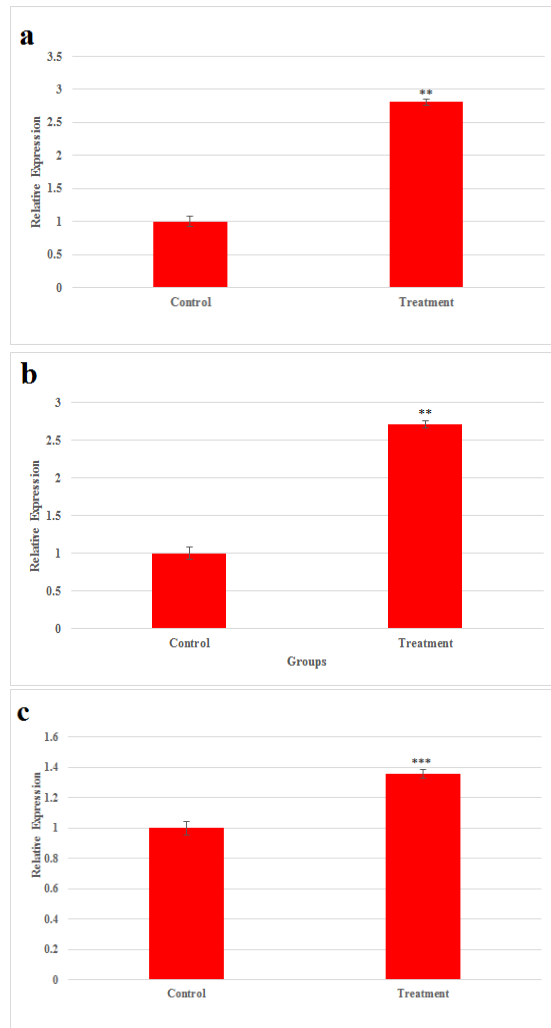 a
3.5
3
2.5
2
1.5
1
0.5
0
Relative Expression
**
Control Treatment
b
3
2.5
2
1.5
1
0.5
0
Relative Expression
**
Control Treatment
Groups
c
1.6
1.4
1.2
1
0.8
0.6
0.4
0.2
0
Relative Expression
***
Control Treatment